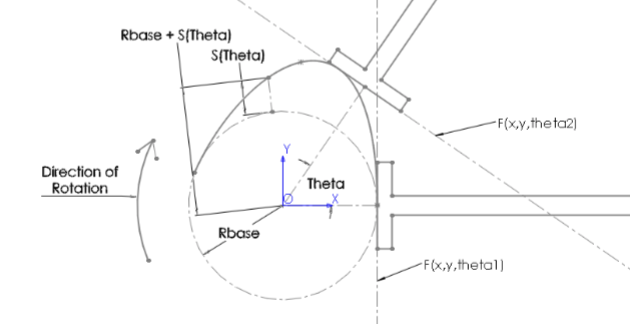 Rbase + S(Theta)
S(Theta)
F(x,y,theta2)
Y
Direction of
Rotation
Theta
X
Rbase
F(x,y,theta1)